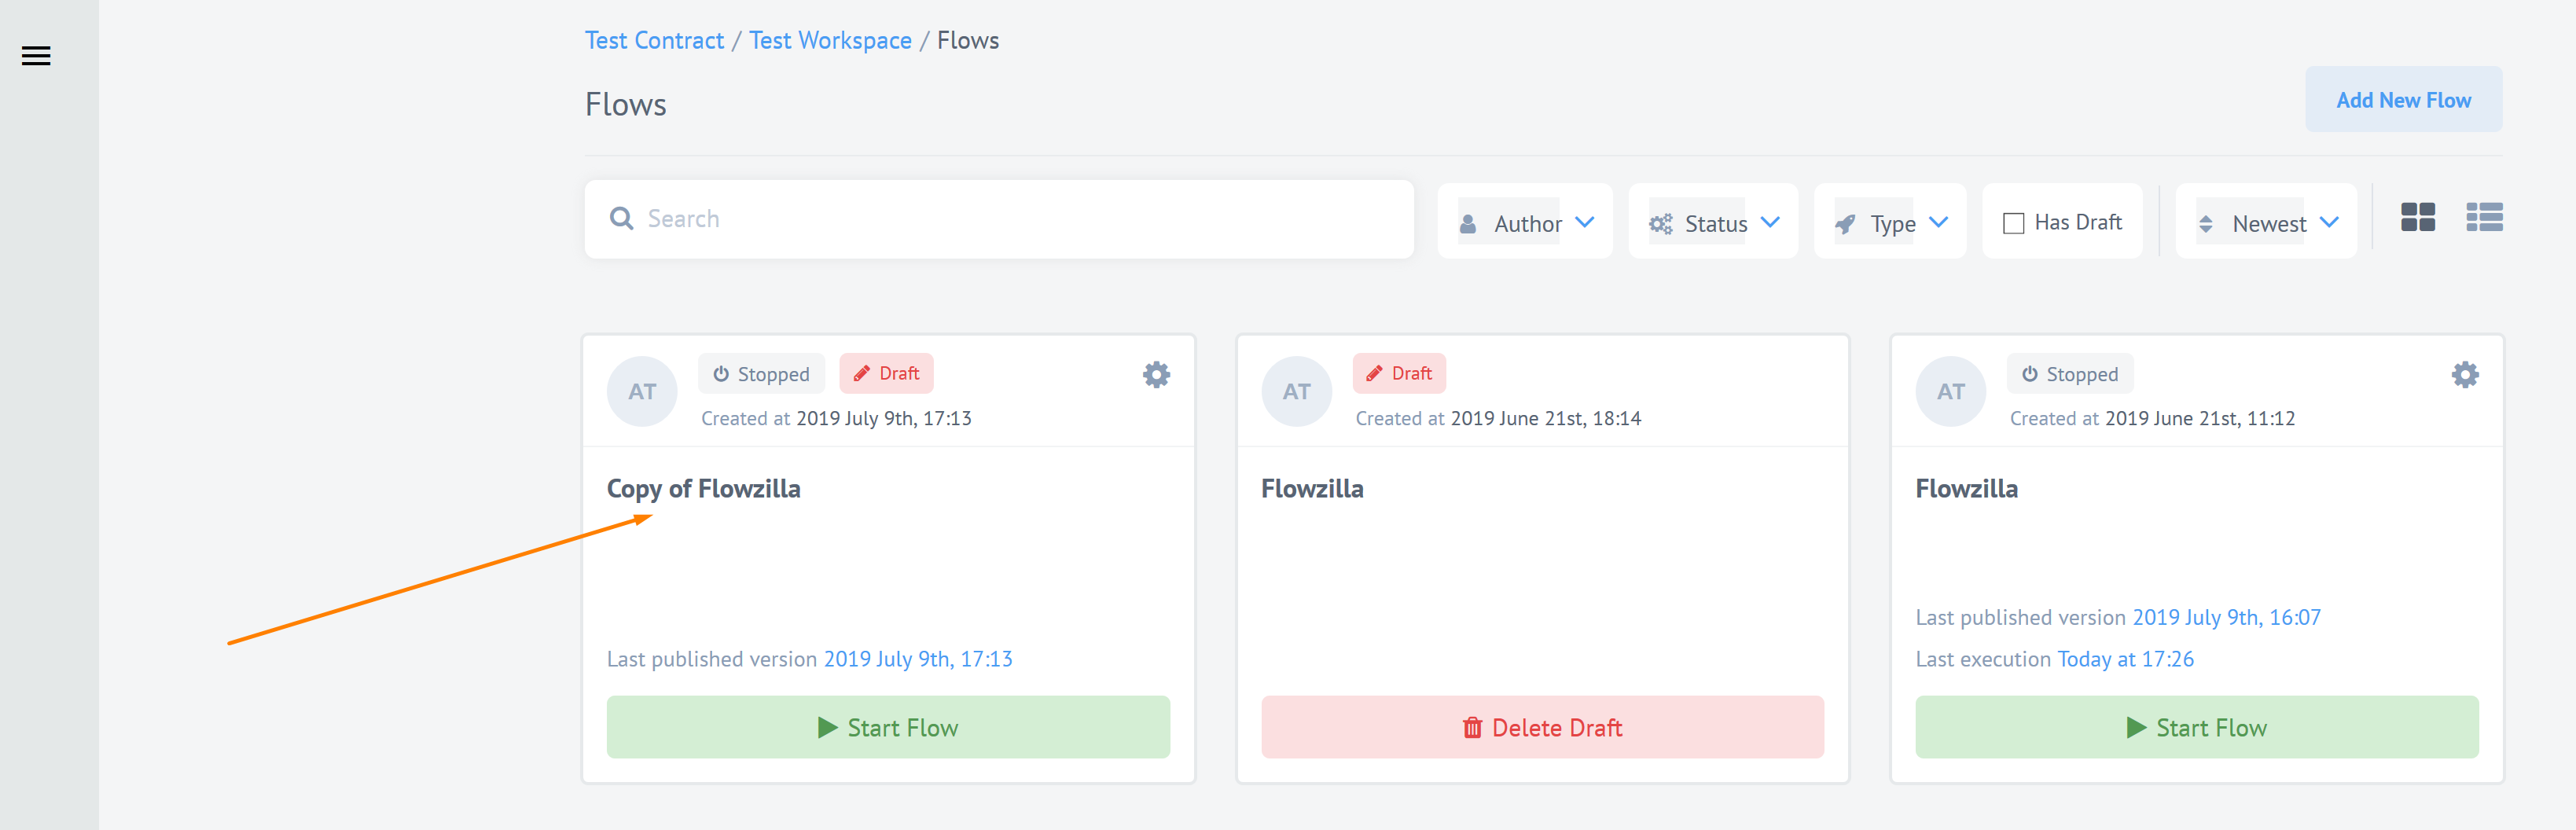 Test Contract / Test Workspace / Flows
Flows
Add New Flow
Search
Author
Status
Type
Has Draft
Newest
AT
Stopped
Draft
Created at 2019 July 9th, 17:13
Copy of Flowzilla
Last published version 2019 July 9th, 17:13
Start Flow
AT
Draft
Created at 2019 June 21st, 18:14
Flowzilla
Delete Draft
AT
Stopped
Created at 2019 June 21st, 11:12
Flowzilla
Last published version 2019 July 9th, 16:07
Last execution Today at 17:26
Start Flow